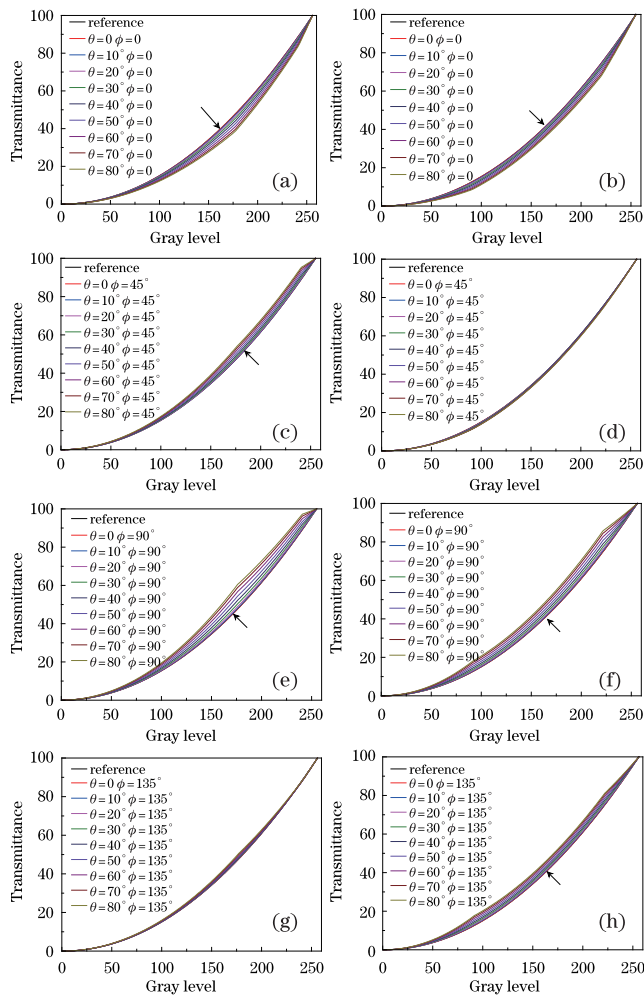 100
80
60
40
20
0
Transmittance
reference
θ=0 ϕ=0
θ=10° ϕ=0
θ=20° ϕ=0
θ=30° ϕ=0
θ=40° ϕ=0
θ=50° ϕ=0
θ=60° ϕ=0
θ=70° ϕ=0
θ=80° ϕ=0
(a)
0 50 100 150 200 250
Gray level
100
80
60
40
20
0
Transmittance
reference
θ=0 ϕ=0
θ=10° ϕ=0
θ=20° ϕ=0
θ=30° ϕ=0
θ=40° ϕ=0
θ=50° ϕ=0
θ=60° ϕ=0
θ=70° ϕ=0
θ=80° ϕ=0
(b)
0 50 100 150 200 250
Gray level
100
80
60
40
20
0
Transmittance
reference
θ=0 ϕ=45°
θ=10° ϕ=45°
θ=20° ϕ=45°
θ=30° ϕ=45°
θ=40° ϕ=45°
θ=50° ϕ=45°
θ=60° ϕ=45°
θ=70° ϕ=45°
θ=80° ϕ=45°
(c)
0 50 100 150 200 250
Gray level
100
80
60
40
20
0
Transmittance
reference
θ=0 ϕ=45°
θ=10° ϕ=45°
θ=20° ϕ=45°
θ=30° ϕ=45°
θ=40° ϕ=45°
θ=50° ϕ=45°
θ=60° ϕ=45°
θ=70° ϕ=45°
θ=80° ϕ=45°
(d)
0 50 100 150 200 250
Gray level
100
80
60
40
20
0
Transmittance
reference
θ=0 ϕ=90°
θ=10° ϕ=90°
θ=20° ϕ=90°
θ=30° ϕ=90°
θ=40° ϕ=90°
θ=50° ϕ=90°
θ=60° ϕ=90°
θ=70° ϕ=90°
θ=80° ϕ=90°
(e)
0 50 100 150 200 250
Gray level
100
80
60
40
20
0
Transmittance
reference
θ=0 ϕ=90°
θ=10° ϕ=90°
θ=20° ϕ=90°
θ=30° ϕ=90°
θ=40° ϕ=90°
θ=50° ϕ=90°
θ=60° ϕ=90°
θ=70° ϕ=90°
θ=80° ϕ=90°
(f)
0 50 100 150 200 250
Gray level
100
80
60
40
20
0
Transmittance
reference
θ=0 ϕ=135°
θ=10° ϕ=135°
θ=20° ϕ=135°
θ=30° ϕ=135°
θ=40° ϕ=135°
θ=50° ϕ=135°
θ=60° ϕ=135°
θ=70° ϕ=135°
θ=80° ϕ=135°
(g)
0 50 100 150 200 250
Gray level
100
80
60
40
20
0
Transmittance
reference
θ=0 ϕ=135°
θ=10° ϕ=135°
θ=20° ϕ=135°
θ=30° ϕ=135°
θ=40° ϕ=135°
θ=50° ϕ=135°
θ=60° ϕ=135°
θ=70° ϕ=135°
θ=80° ϕ=135°
(h)
0 50 100 150 200 250
Gray level